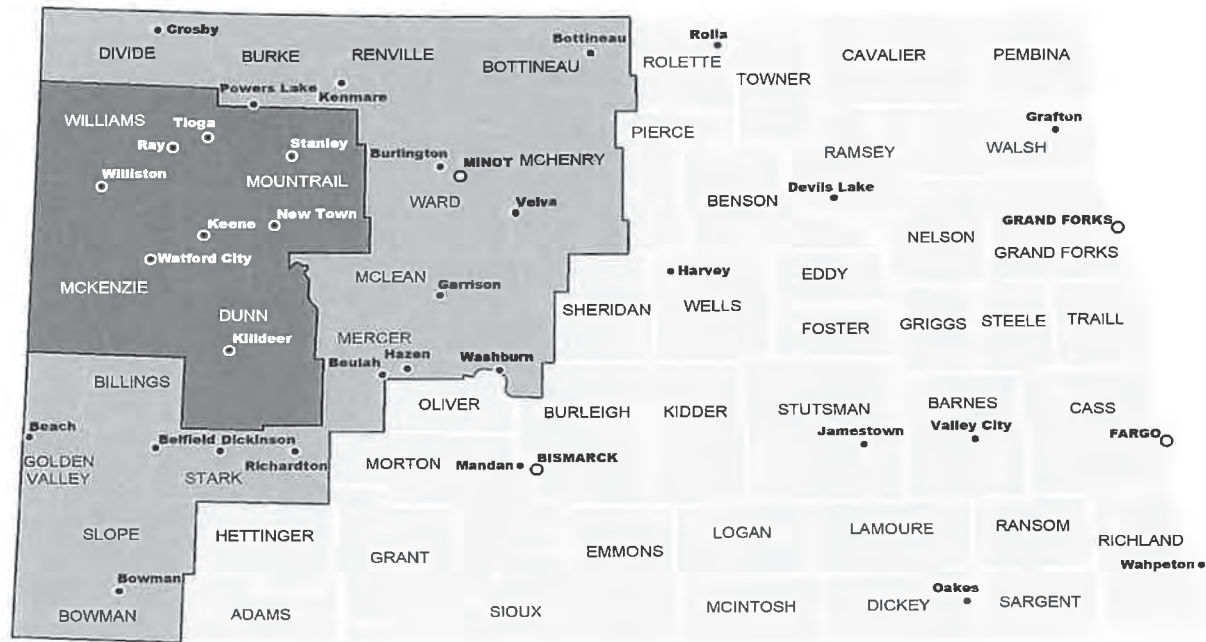 Crosby
DIVIDE
BURKE
RENVILLE
Bottineau
BOTTINEAU
Rolla
ROLETTE
TOWNER
CAVALIER
PEMBINA
Powers Lake
Kenmare
WILLIAMS
Tioga
Ray
Stanley
Williston
MOUNTRAIL
Burlington
MINOT
MCHENRY
WARD
Velva
PIERCE
RAMSEY
Grafton
WALSH
BENSON
Devils Lake
NELSON
GRAND FORKS
GRAND FORKS
Keene
New Town
Watford City
MCKENZIE
MCLEAN
Garrison
SHERIDAN
Harvey
WELLS
EDDY
FOSTER
GRIGGS
STEELE
TRAILL
DUNN
Killdeer
MERCER
Beulah
Hazen
Washburn
BILLINGS
OLIVER
BURLEIGH
KIDDER
STUTSMAN
Jamestown
BARNES
Valley City
CASS
FARGO
Beach
GOLDEN
VALLEY
Belfield
Dickinson
STARK
Richardton
MORTON
Mandan
BISMARCK
SLOPE
HETTINGER
GRANT
EMMONS
LOGAN
LAMOURE
RANSOM
RICHLAND
Wahpeton
Bowman
BOWMAN
ADAMS
SIOUX
MCINTOSH
DICKEY
Oakes
SARGENT